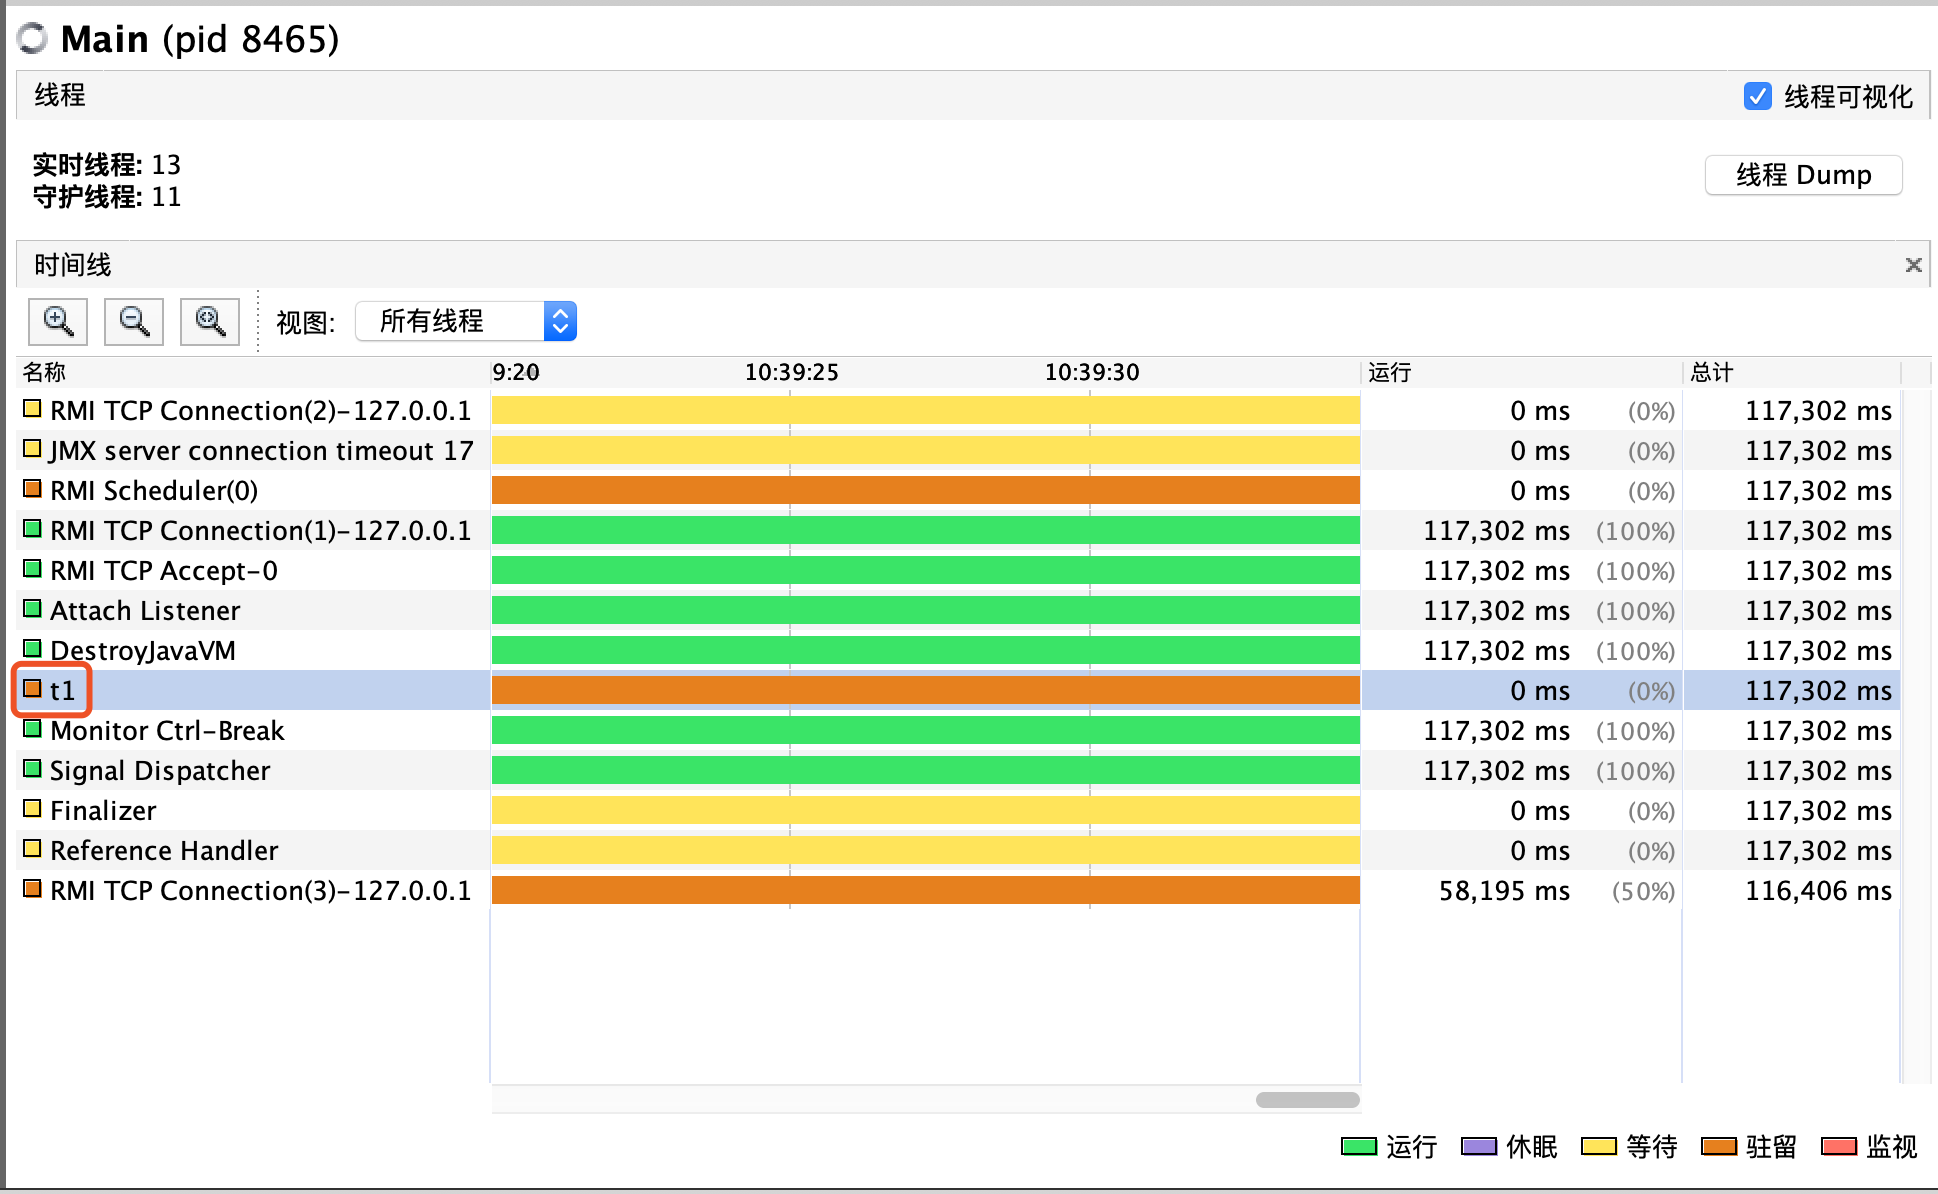 Main (pid 8465)
线程
线程可视化
实时线程: 13
守护线程: 11
线程 Dump
时间线
视图: 所有线程
名称 9:20 10:39:25 10:39:30 运行 总计
RMI TCP Connection(2)-127.0.0.1 0 ms (0%) 117,302 ms
JMX server connection timeout 17 0 ms (0%) 117,302 ms
RMI Scheduler(0) 0 ms (0%) 117,302 ms
RMI TCP Connection(1)-127.0.0.1 117,302 ms (100%) 117,302 ms
RMI TCP Accept-0 117,302 ms (100%) 117,302 ms
Attach Listener 117,302 ms (100%) 117,302 ms
DestroyJavaVM 117,302 ms (100%) 117,302 ms
t1 0 ms (0%) 117,302 ms
Monitor Ctrl-Break 117,302 ms (100%) 117,302 ms
Signal Dispatcher 117,302 ms (100%) 117,302 ms
Finalizer 0 ms (0%) 117,302 ms
Reference Handler 0 ms (0%) 117,302 ms
RMI TCP Connection(3)-127.0.0.1 58,195 ms (50%) 116,406 ms
运行 休眠 等待 驻留 监视